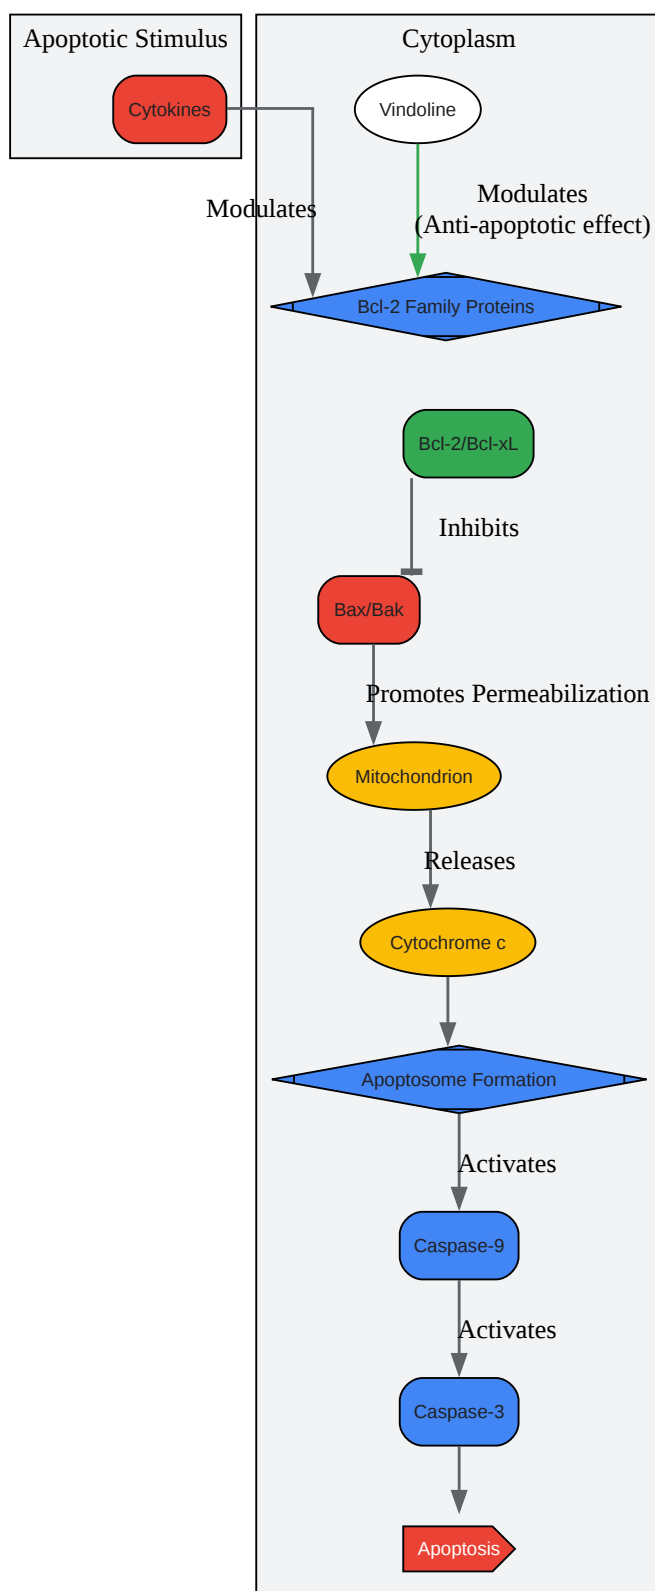 Apoptotic Stimulus
Cytoplasm
Cytokines
Vindoline
Modulates
Modulates
(Anti-apoptotic effect)
Bcl-2 Family Proteins
Bcl-2/Bcl-xL
Inhibits
Bax/Bak
Promotes Permeabilization
Mitochondrion
Releases
Cytochrome c
Apoptosome Formation
Activates
Caspase-9
Activates
Caspase-3
Apoptosis